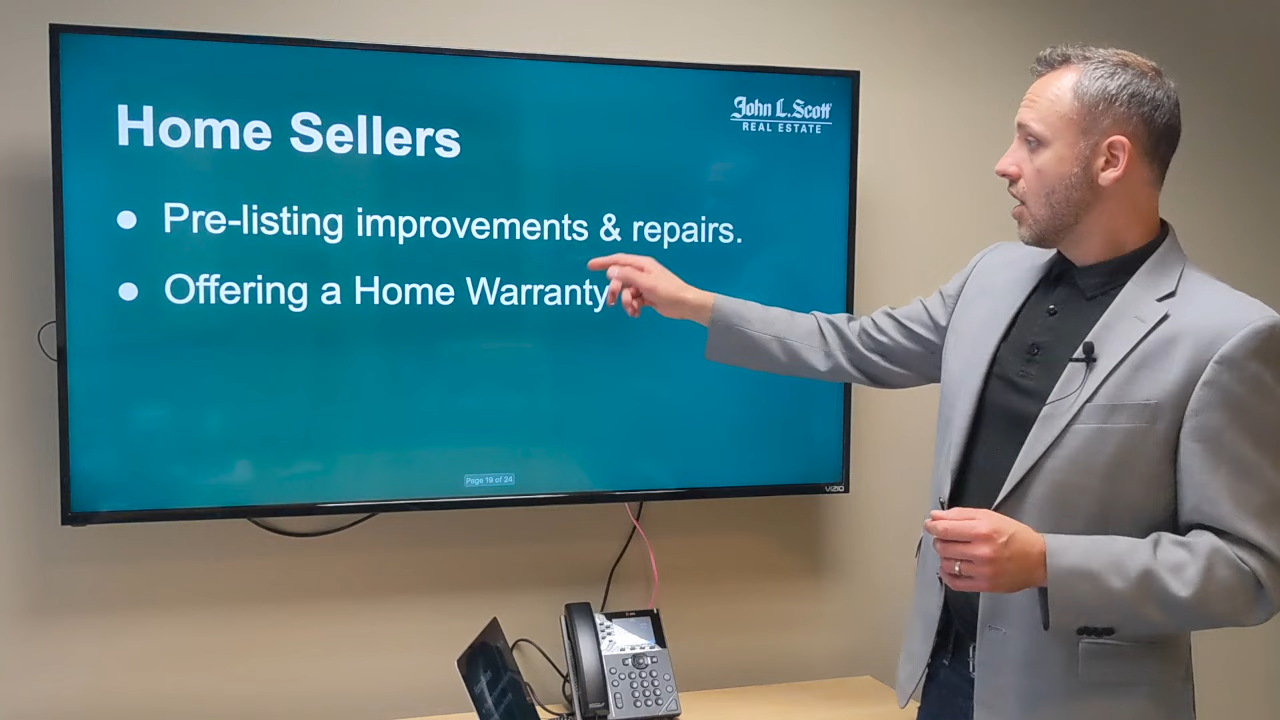 John L. Scott
REAL ESTATE
Home Sellers
● Pre-listing improvements & repairs.
● Offering a Home Warranty
Page 19 of 24
VIZIO